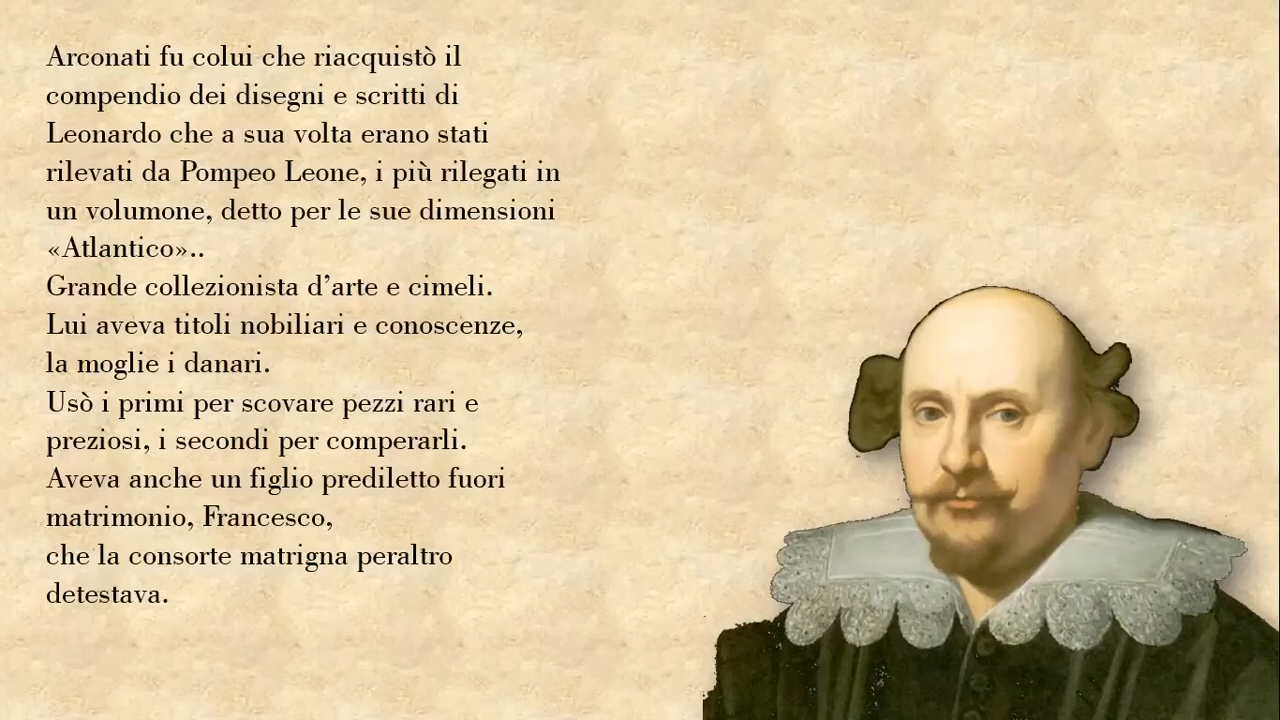 Arconati fu colui che riacquistò il
compendio dei disegni e scritti di
Leonardo che a sua volta erano stati
rilevati da Pompeo Leone, i più rilegati in
un volumone, detto per le sue dimensioni
«Atlantico»..
Grande collezionista d’arte e cimeli.
Lui aveva titoli nobiliari e conoscenze,
la moglie i danari.
Usò i primi per scovare pezzi rari e
preziosi, i secondi per comperarli.
Aveva anche un figlio prediletto fuori
matrimonio, Francesco,
che la consorte matrigna peraltro
detestava.